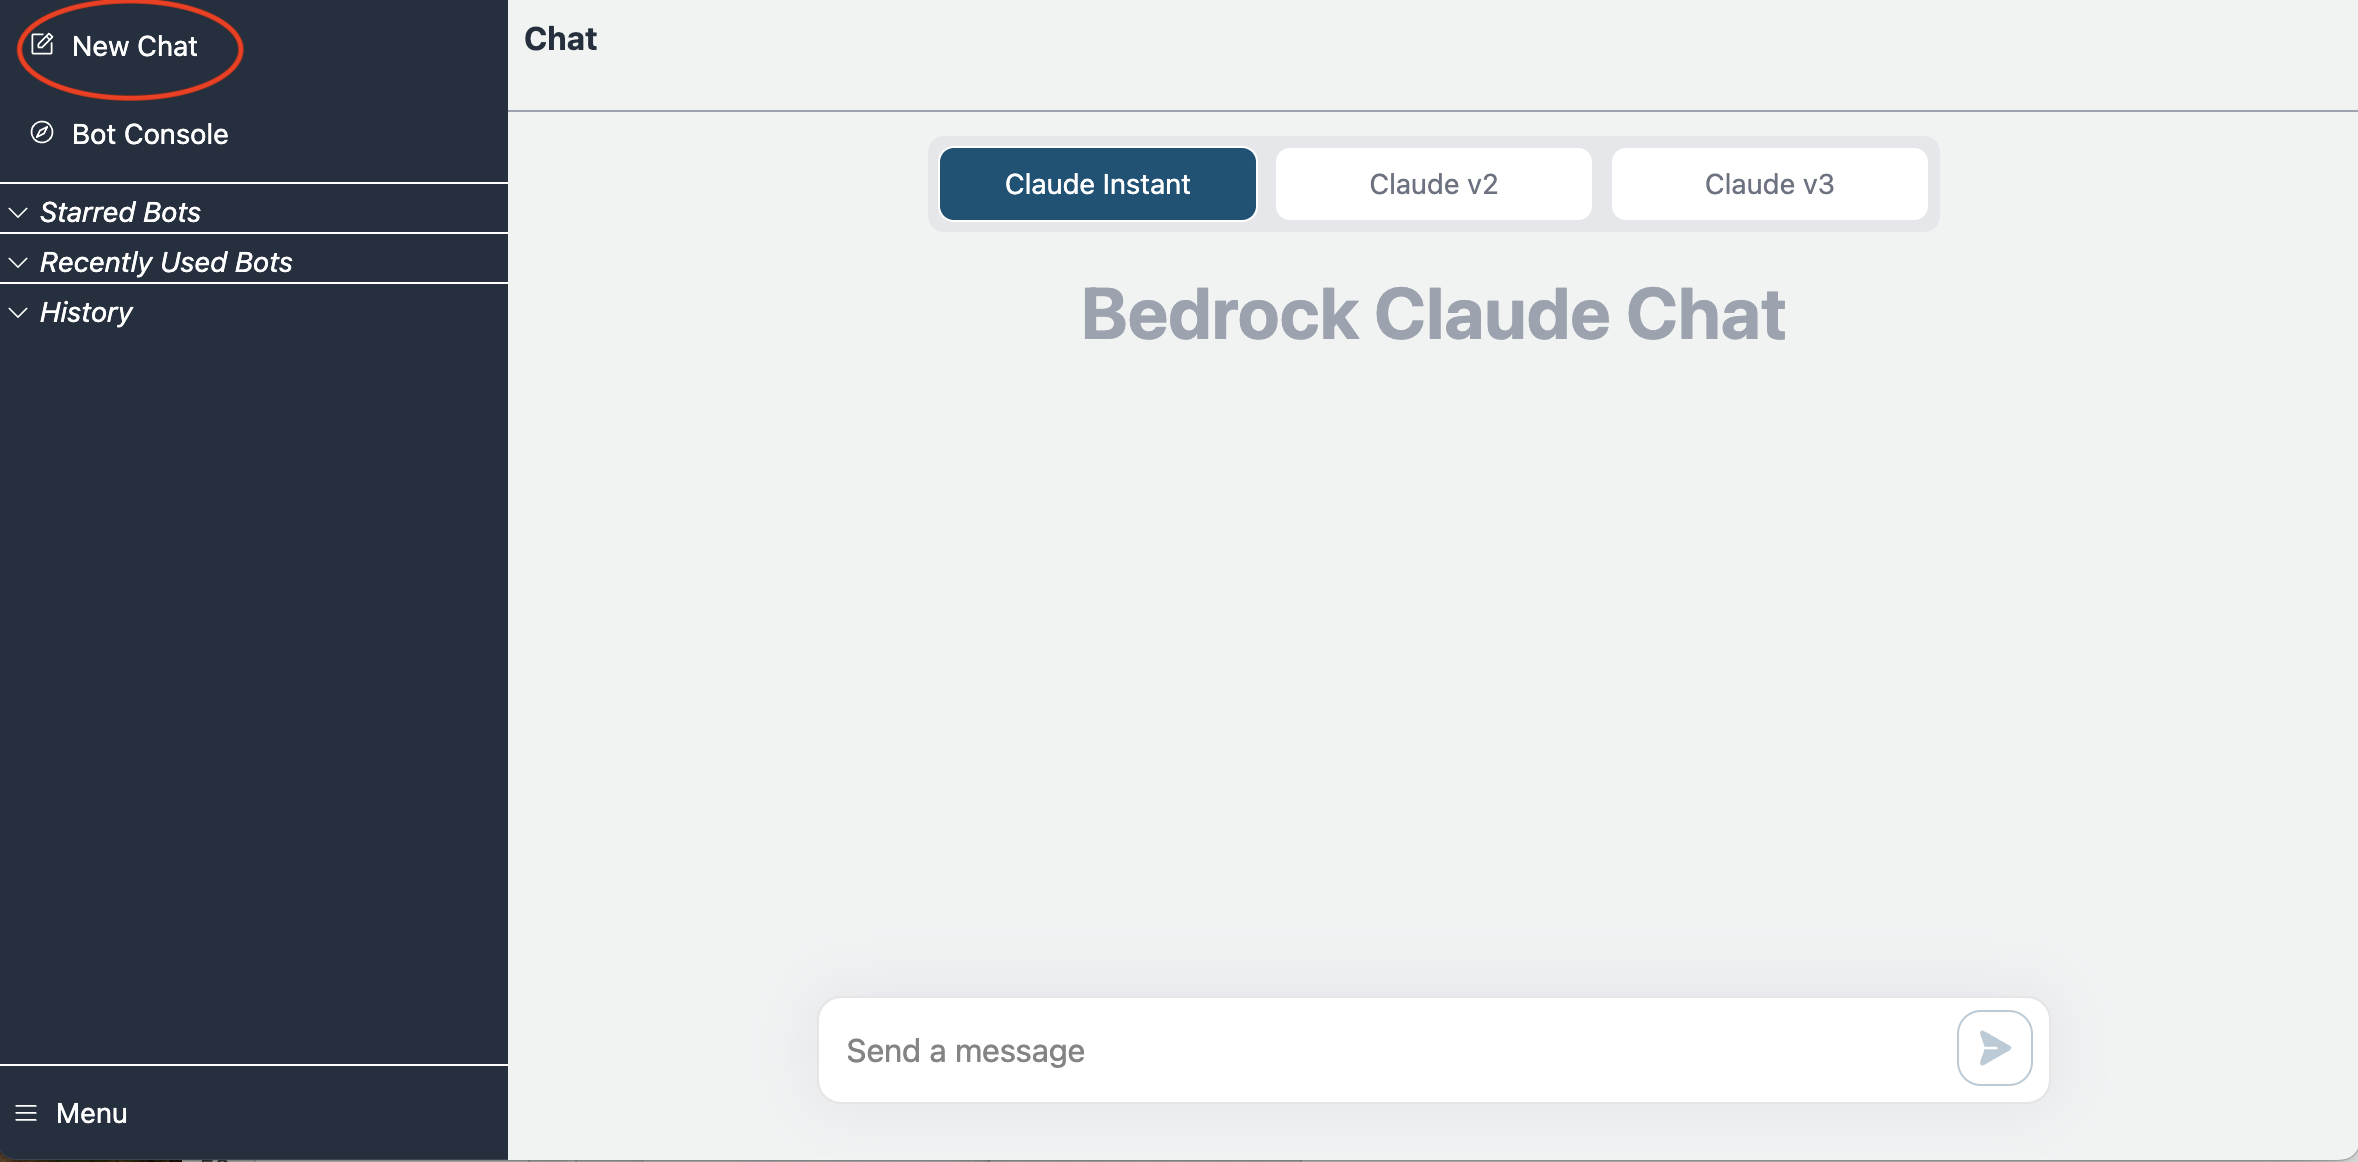 New Chat
Bot Console
Starred Bots
Recently Used Bots
History
Menu
Chat
Claude Instant
Claude v2
Claude v3
Bedrock Claude Chat
Send a message